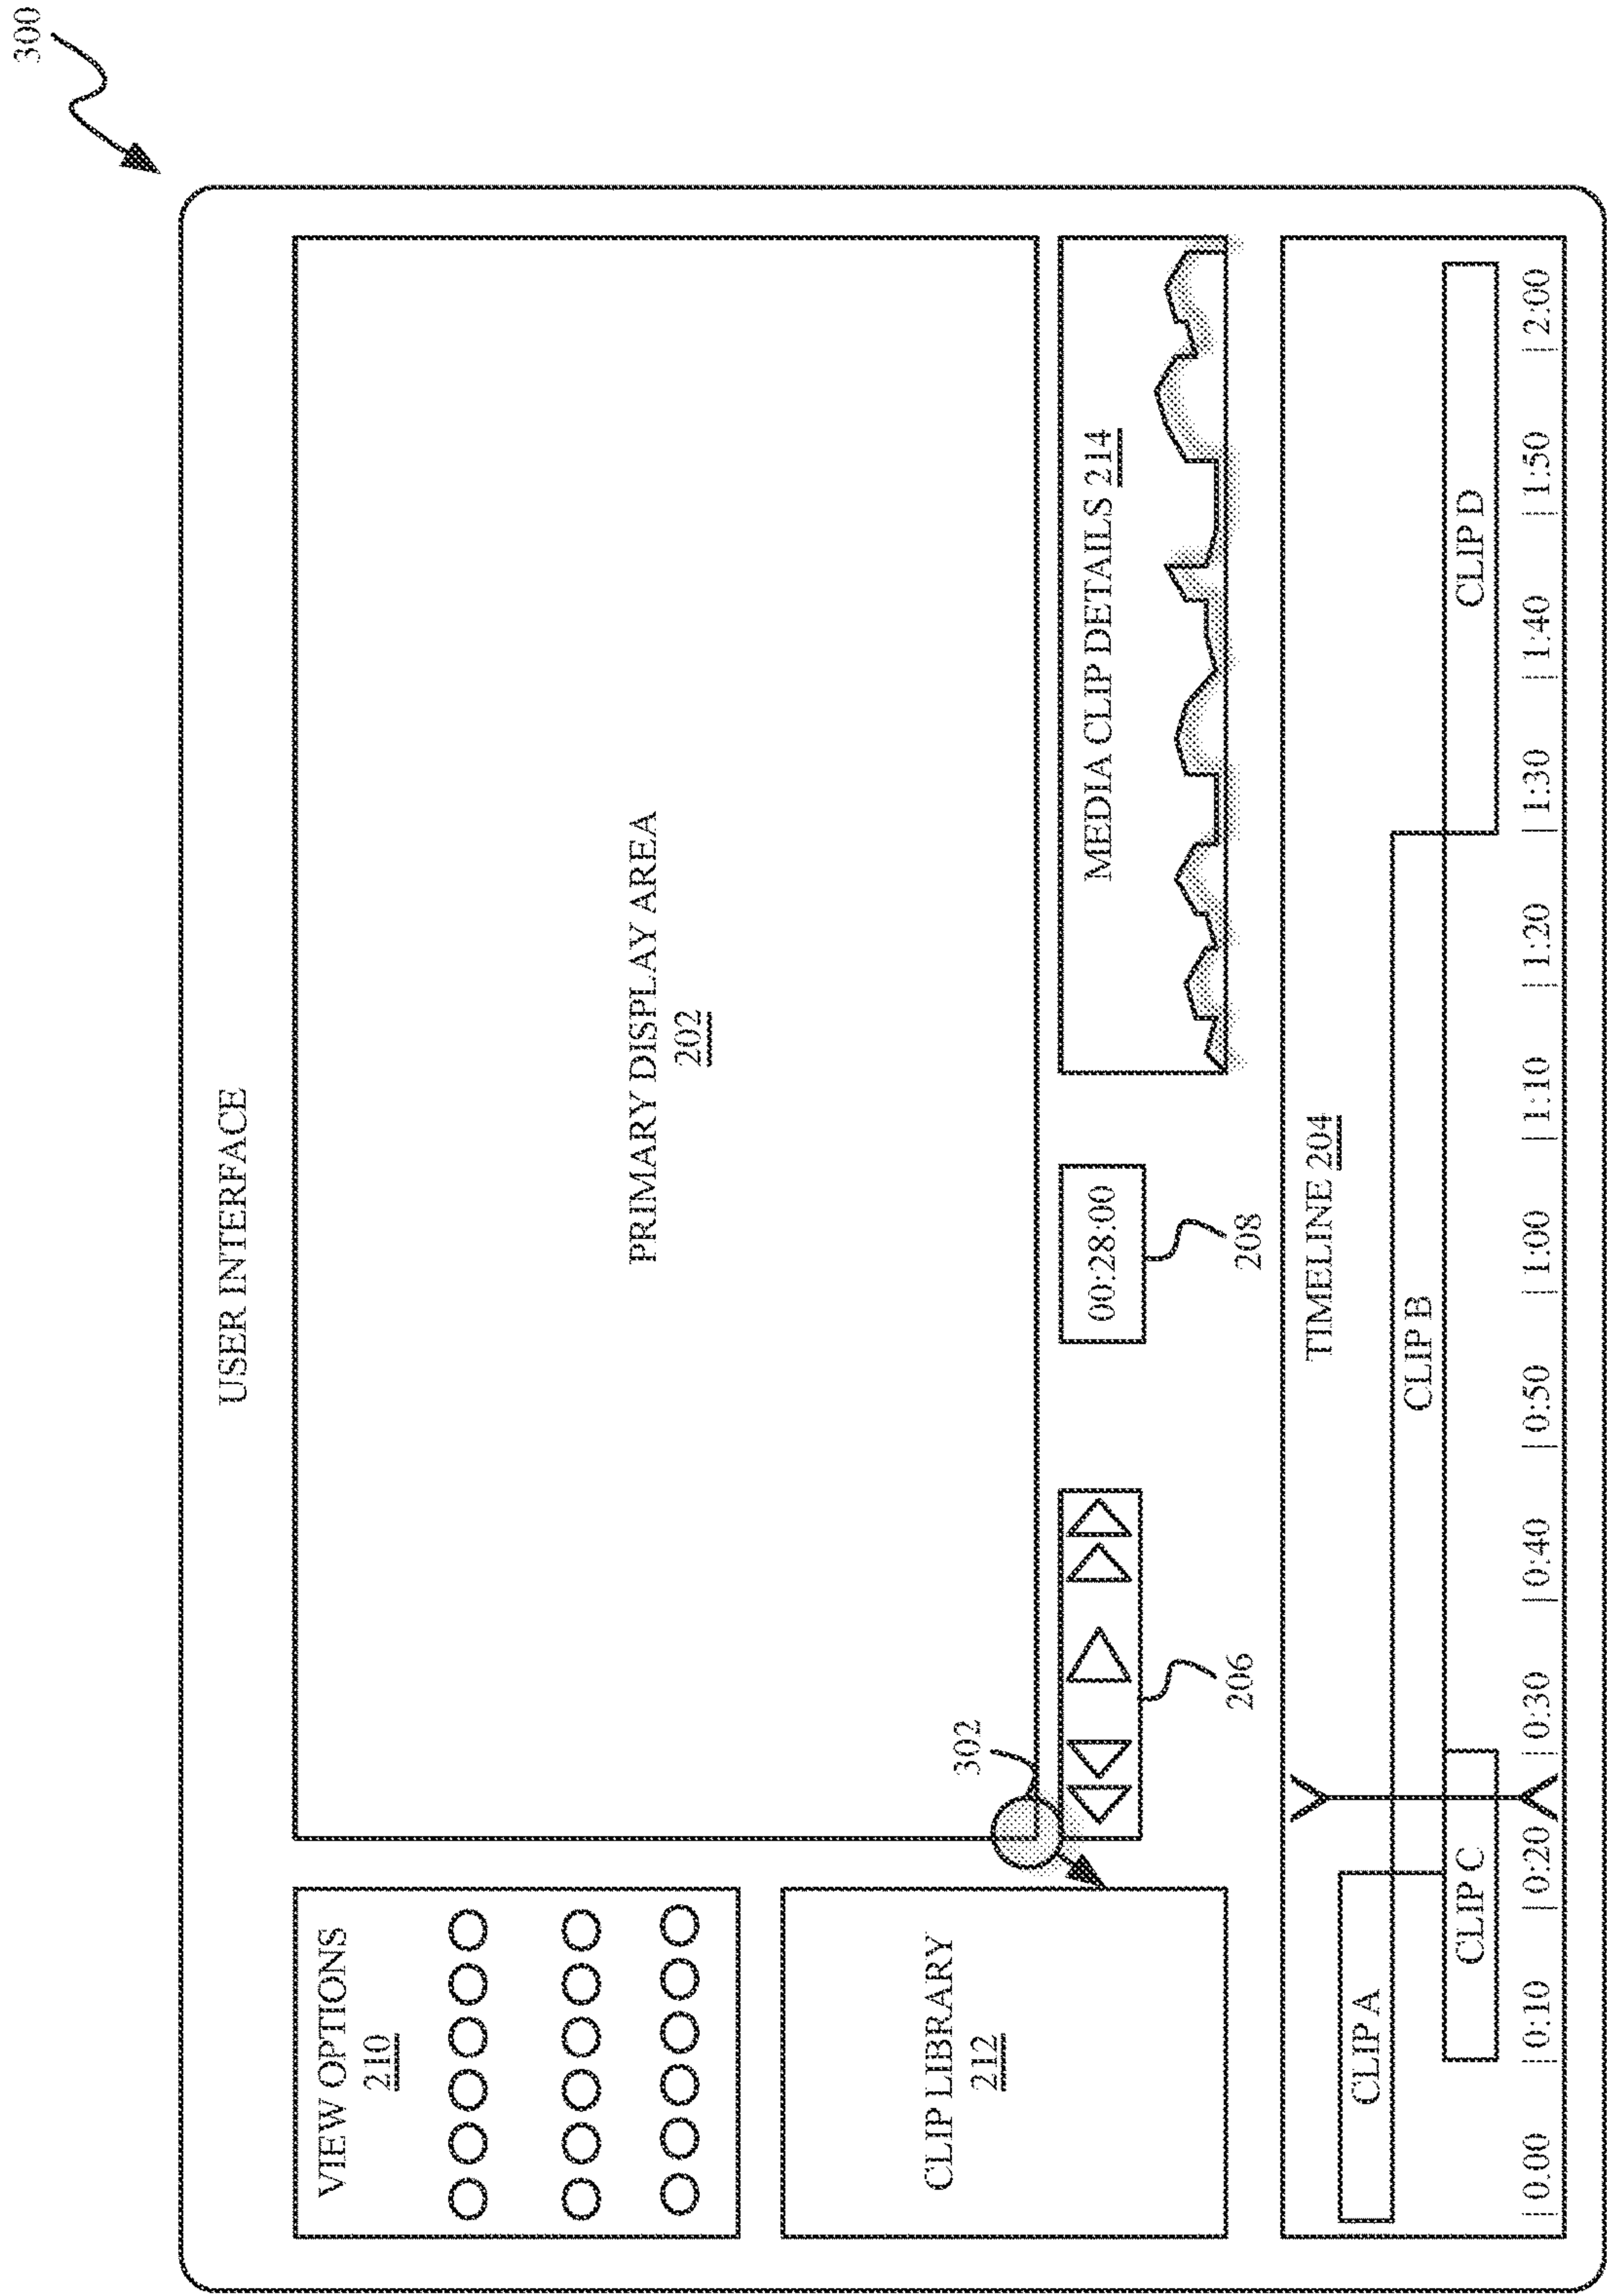 300
USER INTERFACE
VIEW OPTIONS
210
PRIMARY DISPLAY AREA
202
CLIP LIBRARY
212
302
206
00:28:00
208
MEDIA CLIP DETAILS 214
TIMELINE 204
CLIP A
CLIP B
CLIP C
CLIP D
|0.00 |0:10 |0:20 |0:30 |0:40 |0:50 |1:00 |1:10 |1:20 |1:30 |1:40 |1:50 |2:00